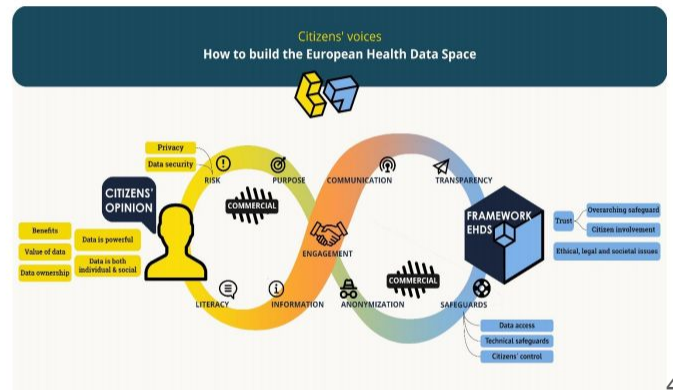 Citizens' voices
How to build the European Health Data Space
Privacy
Data security
RISK
PURPOSE
COMMUNICATION
TRANSPARENCY
COMMERCIAL
CITIZENS'
OPINION
Benefits
Value of data
Data ownership
Data is powerful
Data is both
individual & social
FRAMEWORK
EHDS
Trust
Overarching safeguard
Citizen involvement
Ethical, legal and societal issues
ENGAGEMENT
COMMERCIAL
LITERACY
INFORMATION
ANONYMIZATION
SAFEGUARDS
Data access
Technical safeguards
Citizens' control
4